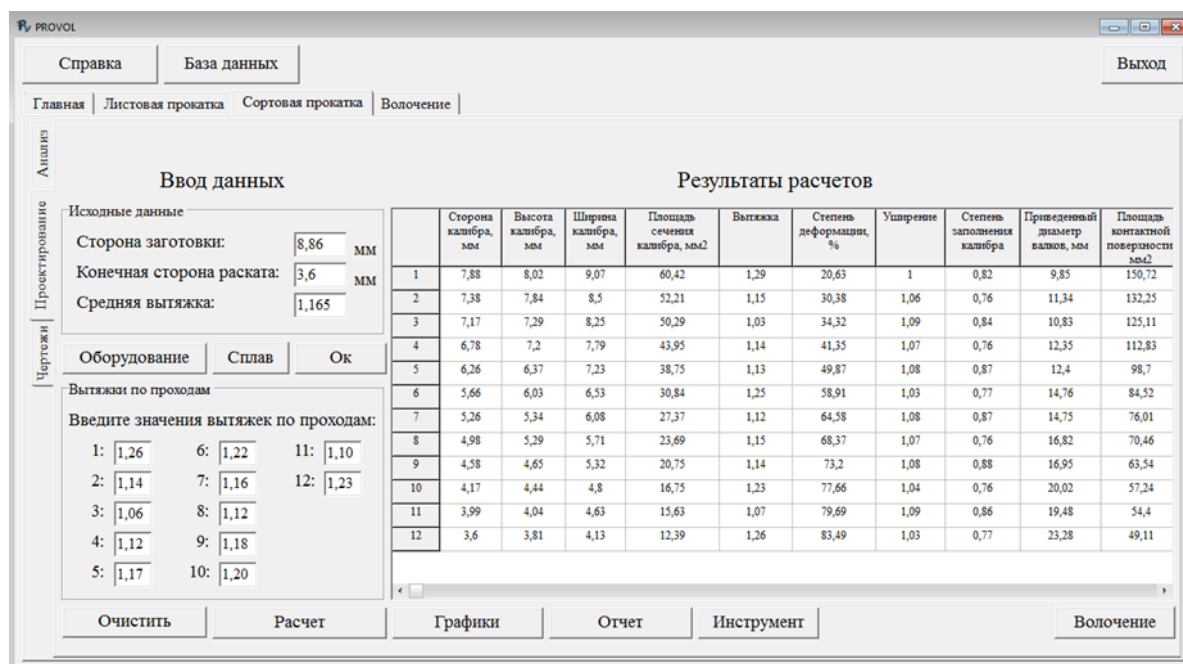 PROVOL
Справка База данных Выход
Главная Листовая прокатка Сортовая прокатка Волочение
Анализ
Проектирование
Чертежи
Ввод данных
Исходные данные
Сторона заготовки: 8,86 мм
Конечная сторона раската: 3,6 мм
Средняя вытяжка: 1,165
Оборудование Сплав Ок
Вытяжки по проходам
Введите значения вытяжек по проходам:
1: 1,26 6: 1,22 11: 1,10
2: 1,14 7: 1,16 12: 1,23
3: 1,06 8: 1,12
4: 1,12 9: 1,18
5: 1,17 10: 1,20
Результаты расчетов
Сторона калибра, мм Высота калибра, мм Ширина калибра, мм Площадь сечения калибра, мм2 Вытяжка Степень деформации, % Уширение Степень заполнения калибра Приведенный диаметр валков, мм Площадь контактной поверхности мм2
1 7,88 8,02 9,07 60,42 1,29 20,63 1 0,82 9,85 150,72
2 7,38 7,84 8,5 52,21 1,15 30,38 1,06 0,76 11,34 132,25
3 7,17 7,29 8,25 50,29 1,03 34,32 1,09 0,84 10,83 125,11
4 6,78 7,2 7,79 43,95 1,14 41,35 1,07 0,76 12,35 112,83
5 6,26 6,37 7,23 38,75 1,13 49,87 1,08 0,87 12,4 98,7
6 5,66 6,03 6,53 30,84 1,25 58,91 1,03 0,77 14,76 84,52
7 5,26 5,34 6,08 27,37 1,12 64,58 1,08 0,87 14,75 76,01
8 4,98 5,29 5,71 23,69 1,15 68,37 1,07 0,76 16,82 70,46
9 4,58 4,65 5,32 20,75 1,14 73,2 1,08 0,88 16,95 63,54
10 4,17 4,44 4,8 16,75 1,23 77,66 1,04 0,76 20,02 57,24
11 3,99 4,04 4,63 15,63 1,07 79,69 1,09 0,86 19,48 54,4
12 3,6 3,81 4,13 12,39 1,26 83,49 1,03 0,77 23,28 49,11
Очистить Расчет Графики Отчет Инструмент Волочение